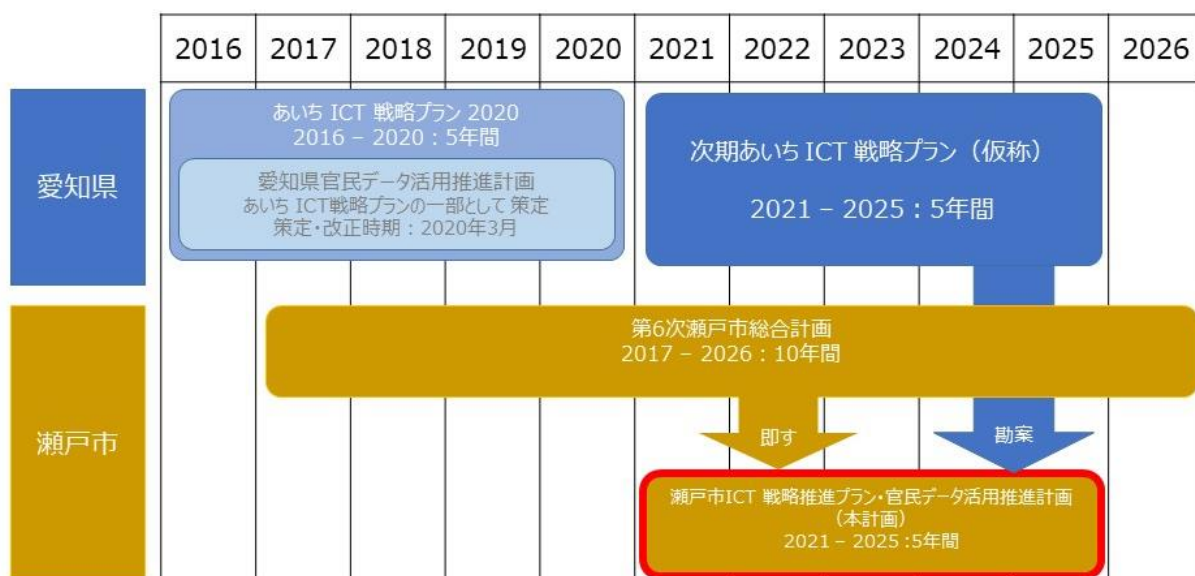 2016 2017 2018 2019 2020 2021 2022 2023 2024 2025 2026
愛知県
あいち ICT 戦略プラン 2020
2016 – 2020：5年間
愛知県官民データ活用推進計画
あいち ICT戦略プランの一部として 策定
策定・改正時期：2020年3月
次期あいち ICT 戦略プラン（仮称）
2021 – 2025：5年間
瀬戸市
第6次瀬戸市総合計画
2017 – 2026：10年間
即す
勘案
瀬戸市ICT 戦略推進プラン・官民データ活用推進計画
(本計画)
2021 – 2025：5年間